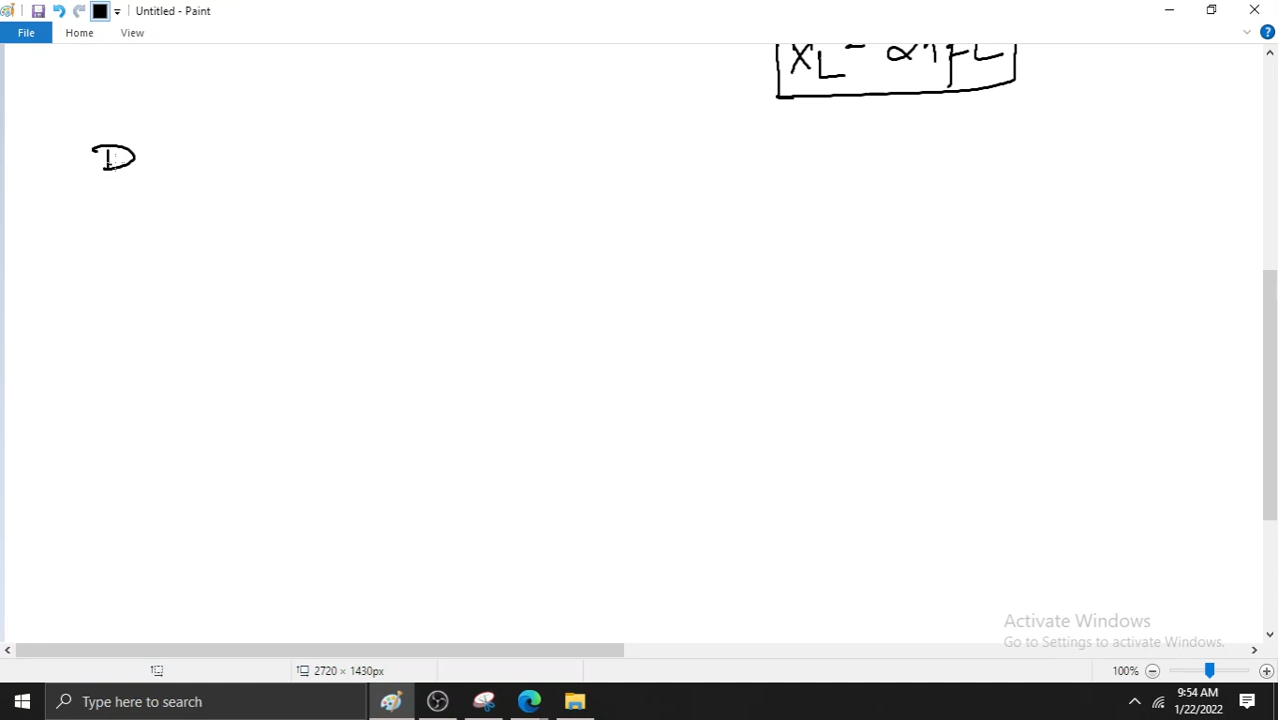 Untitled - Paint
File Home View
X_L = 2πfL
D
Activate Windows
Go to Settings to activate Windows.
2720 × 1430px
100%
Type here to search
9:54 AM
1/22/2022